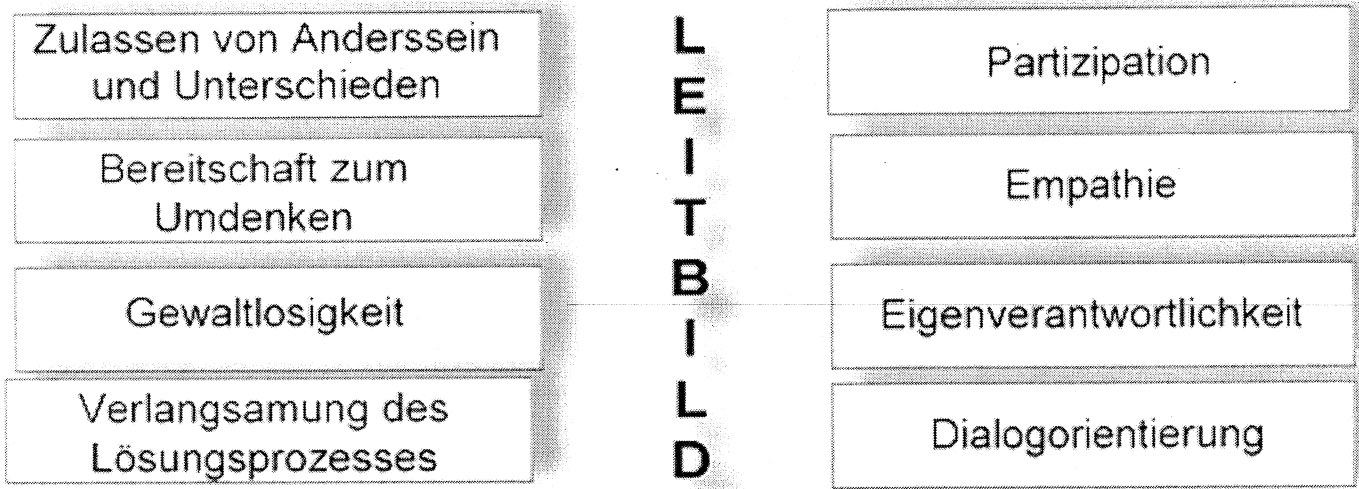 Zulassen von Anderssein
und Unterschieden
Bereitschaft zum
Umdenken
Gewaltlosigkeit
Verlangsamung des
Lösungsprozesses
L
E
I
T
B
I
L
D
Partizipation
Empathie
Eigenverantwortlichkeit
Dialogorientierung